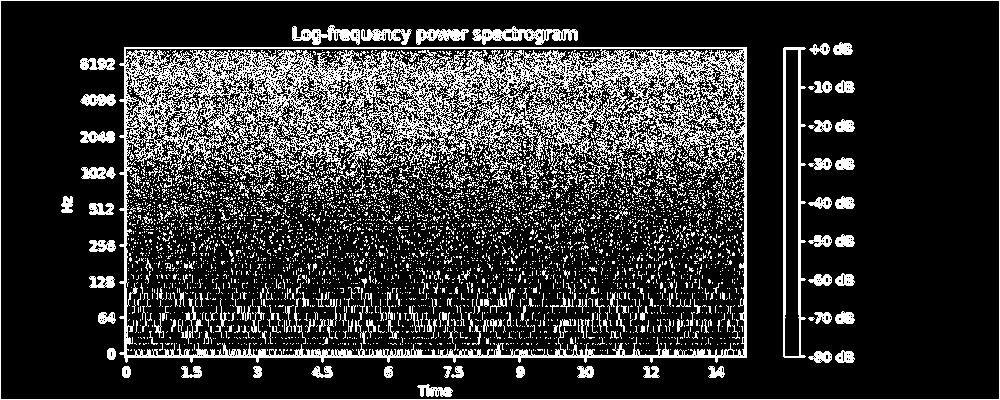 Log-frequency power spectrogram
8192
4096
2048
1024
512
256
128
64
0
Hz
0 1.5 3 4.5 6 7.5 9 10 12 14
Time
+0 dB
-10 dB
-20 dB
-30 dB
-40 dB
-50 dB
-60 dB
-70 dB
-80 dB